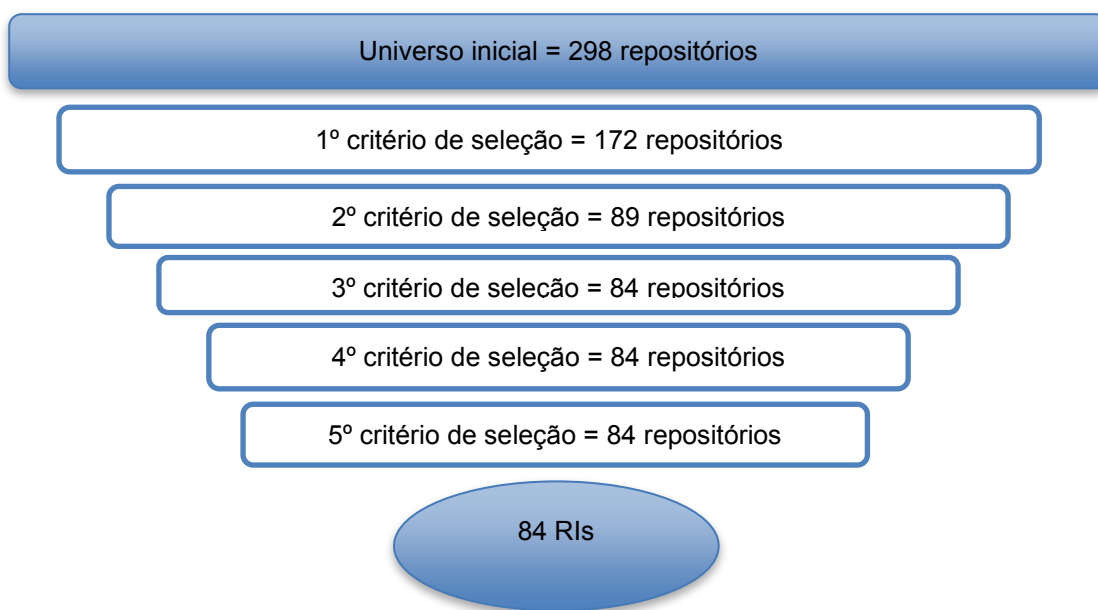 Universo inicial = 298 repositórios
1º critério de seleção = 172 repositórios
2º critério de seleção = 89 repositórios
3º critério de seleção = 84 repositórios
4º critério de seleção = 84 repositórios
5º critério de seleção = 84 repositórios
84 RIs